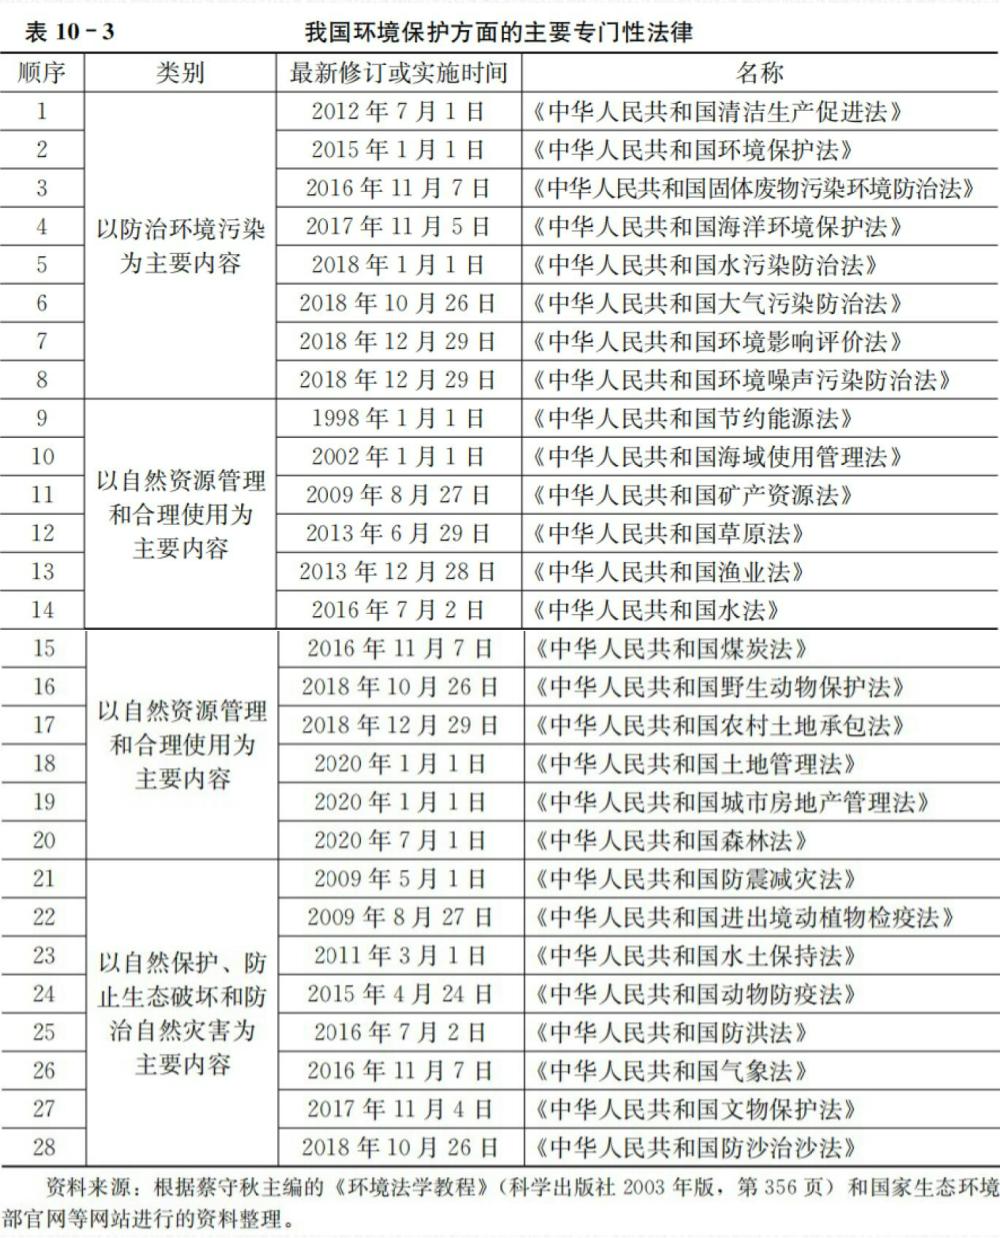 表 10-3 我国环境保护方面的主要专门性法律
顺序 类别 最新修订或实施时间 名称
1 2012 年 7 月 1 日 《中华人民共和国清洁生产促进法》
2 2015 年 1 月 1 日 《中华人民共和国环境保护法》
3 2016 年 11 月 7 日 《中华人民共和国固体废物污染环境防治法》
4 2017 年 11 月 5 日 《中华人民共和国海洋环境保护法》
以防治环境污染
为主要内容
5 2018 年 1 月 1 日 《中华人民共和国水污染防治法》
6 2018 年 10 月 26 日 《中华人民共和国大气污染防治法》
7 2018 年 12 月 29 日 《中华人民共和国环境影响评价法》
8 2018 年 12 月 29 日 《中华人民共和国环境噪声污染防治法》
9 1998 年 1 月 1 日 《中华人民共和国节约能源法》
10 2002 年 1 月 1 日 《中华人民共和国海域使用管理法》
11 2009 年 8 月 27 日 《中华人民共和国矿产资源法》
以自然资源管理
和合理使用为
主要内容
12 2013 年 6 月 29 日 《中华人民共和国草原法》
13 2013 年 12 月 28 日 《中华人民共和国渔业法》
14 2016 年 7 月 2 日 《中华人民共和国水法》
15 2016 年 11 月 7 日 《中华人民共和国煤炭法》
16 2018 年 10 月 26 日 《中华人民共和国野生动物保护法》
17 2018 年 12 月 29 日 《中华人民共和国农村土地承包法》
以自然资源管理
和合理使用为
主要内容
18 2020 年 1 月 1 日 《中华人民共和国土地管理法》
19 2020 年 1 月 1 日 《中华人民共和国城市房地产管理法》
20 2020 年 7 月 1 日 《中华人民共和国森林法》
21 2009 年 5 月 1 日 《中华人民共和国防震减灾法》
22 2009 年 8 月 27 日 《中华人民共和国进出境动植物检疫法》
23 2011 年 3 月 1 日 《中华人民共和国水土保持法》
24 2015 年 4 月 24 日 《中华人民共和国动物防疫法》
以自然保护、防
止生态破坏和防
治自然灾害为
主要内容
25 2016 年 7 月 2 日 《中华人民共和国防洪法》
26 2016 年 11 月 7 日 《中华人民共和国气象法》
27 2017 年 11 月 4 日 《中华人民共和国文物保护法》
28 2018 年 10 月 26 日 《中华人民共和国防沙治沙法》
资料来源：根据蔡守秋主编的《环境法学教程》(科学出版社 2003 年版，第 356 页) 和国家生态环境
部官网等网站进行的资料整理。